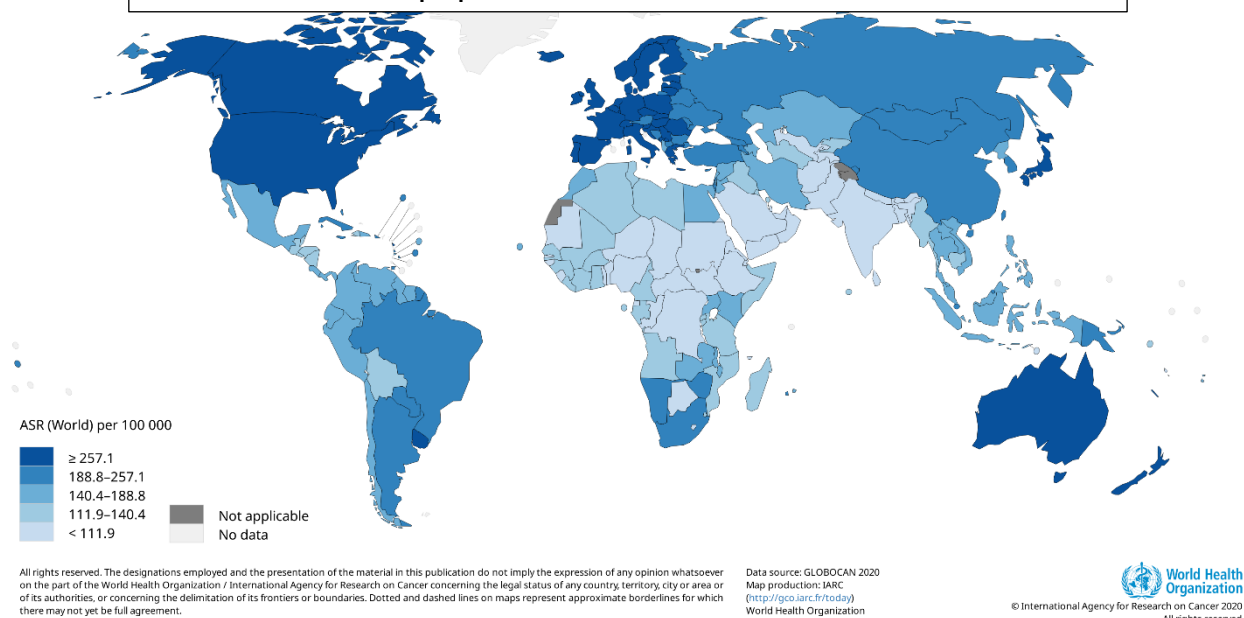 ASR (World) per 100 000
≥ 257.1
188.8–257.1
140.4–188.8
111.9–140.4
< 111.9
Not applicable
No data
All rights reserved. The designations employed and the presentation of the material in this publication do not imply the expression of any opinion whatsoever
on the part of the World Health Organization / International Agency for Research on Cancer concerning the legal status of any country, territory, city or area or
of its authorities, or concerning the delimitation of its frontiers or boundaries. Dotted and dashed lines on maps represent approximate borderlines for which
there may not yet be full agreement.
Data source: GLOBOCAN 2020
Map production: IARC
(http://gco.iarc.fr/today)
World Health Organization
World Health
Organization
© International Agency for Research on Cancer 2020
All rights reserved